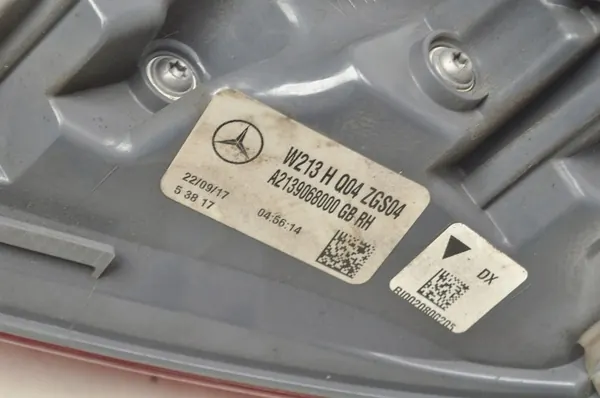 W213 H Q04 ZGS04
A2139068000 GB RH
22/09/17
5 38 17
04:56:14
DX